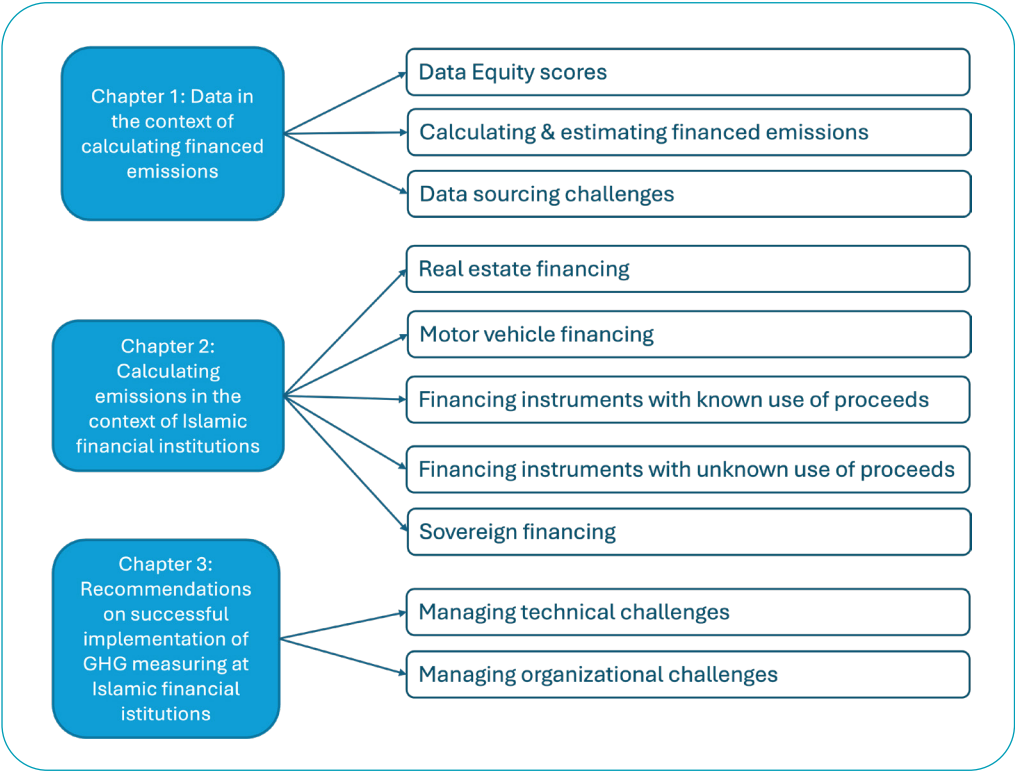 Chapter 1: Data in
the context of
calculating financed
emissions
Data Equity scores
Calculating & estimating financed emissions
Data sourcing challenges
Chapter 2:
Calculating
emissions in the
context of Islamic
financial institutions
Real estate financing
Motor vehicle financing
Financing instruments with known use of proceeds
Financing instruments with unknown use of proceeds
Sovereign financing
Chapter 3:
Recommendations
on successful
implementation of
GHG measuring at
Islamic financial
istitutions
Managing technical challenges
Managing organizational challenges